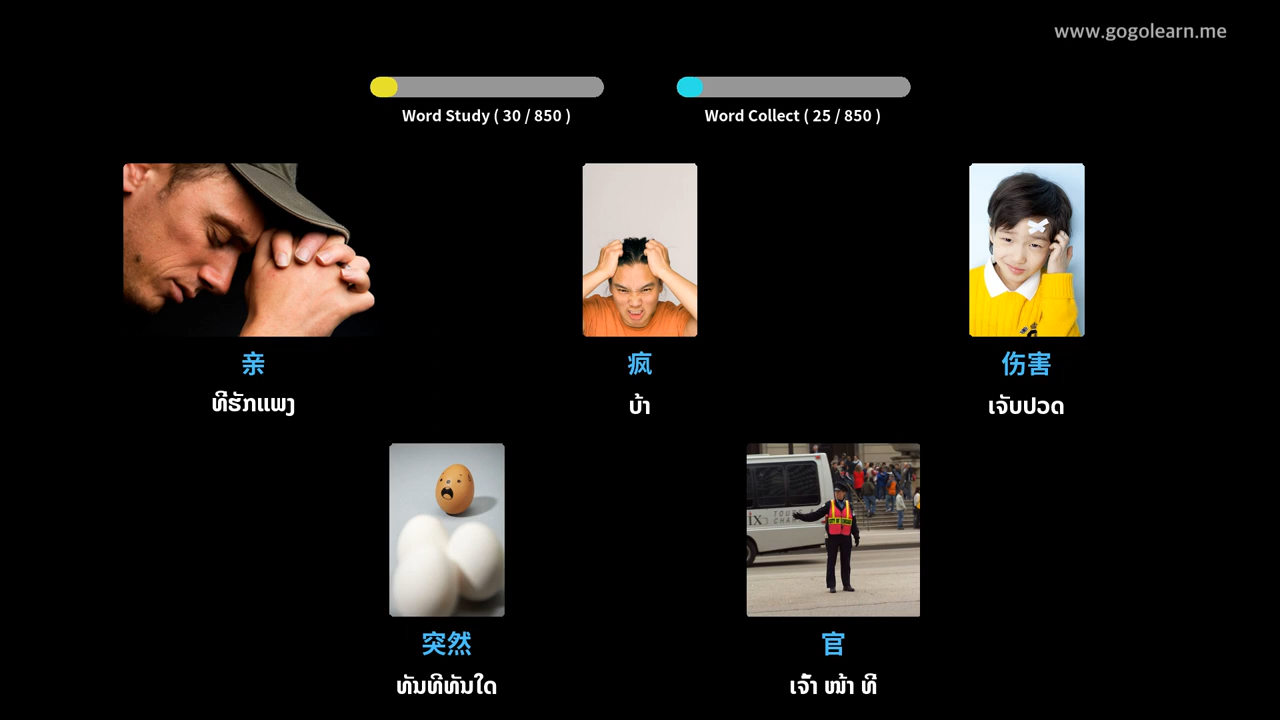 www.gogolearn.me
Word Study ( 30 / 850 )
Word Collect ( 25 / 850 )
亲
ທີຮັກແພງ
疯
ບ້າ
伤害
ເຈັບປວດ
突然
ທັນທີທັນໃດ
官
ເຈົ້າ ໜ້າ ທີ